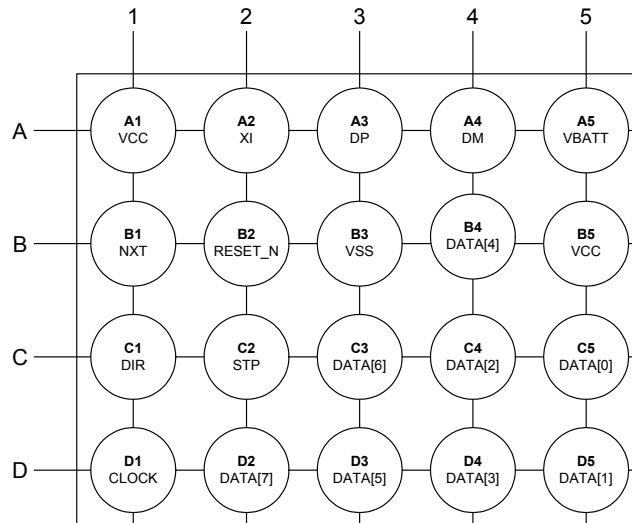 1 2 3 4 5
A
A1 A2 A3 A4 A5
VCC XI DP DM VBATT
B
B1 B2 B3 B4 B5
NXT RESET_N VSS DATA[4] VCC
C
C1 C2 C3 C4 C5
DIR STP DATA[6] DATA[2] DATA[0]
D
D1 D2 D3 D4 D5
CLOCK DATA[7] DATA[5] DATA[3] DATA[1]